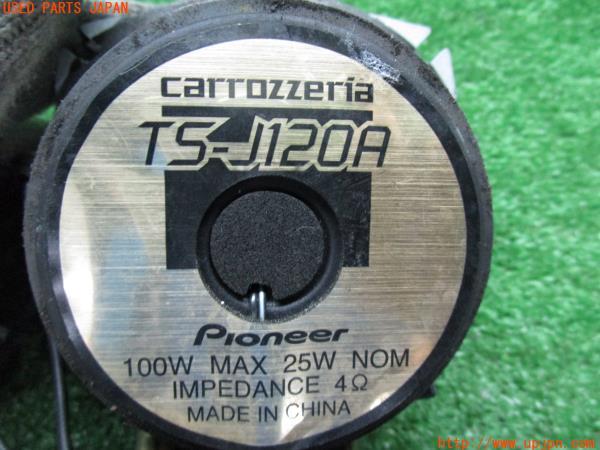 USED PARTS JAPAN
carrozzeria
TS-J120A
Pioneer
100W MAX 25W NOM
IMPEDANCE 4Ω
MADE IN CHINA
http://www.upjpan.com/